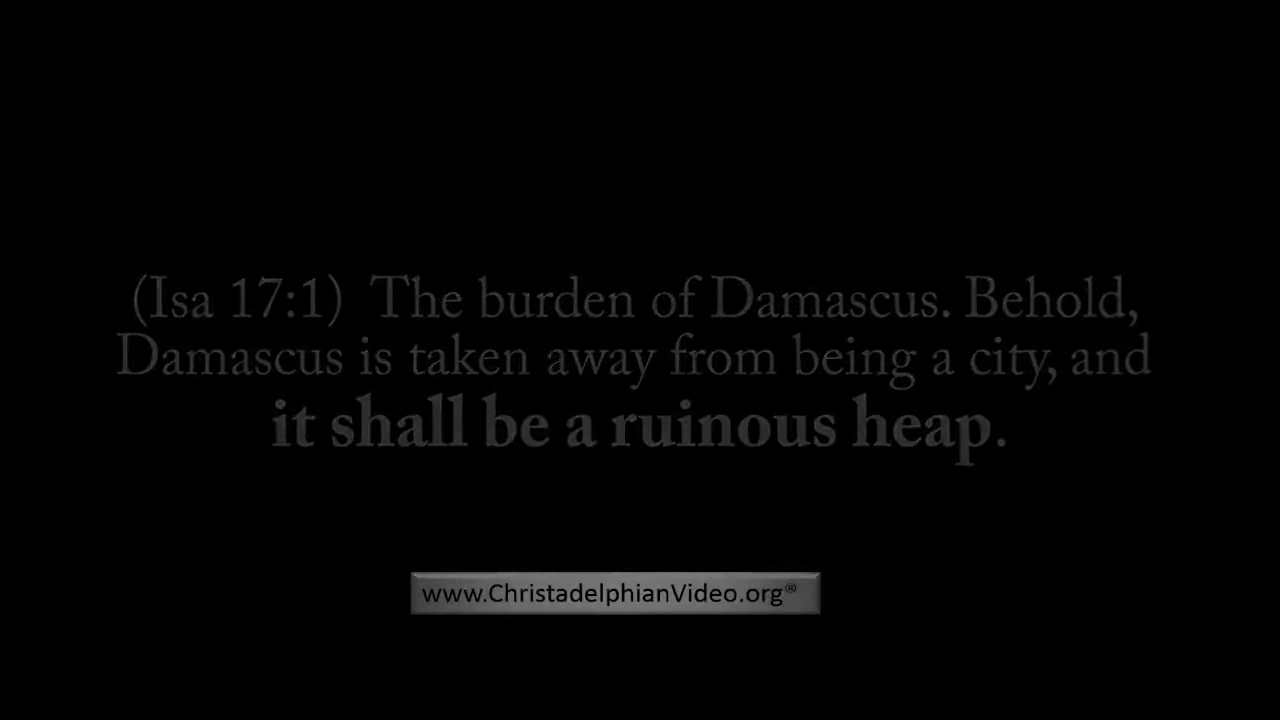 (Isa 17:1)  The burden of Damascus. Behold,
Damascus is taken away from being a city, and
it shall be a ruinous heap.
www.ChristadelphianVideo.org®